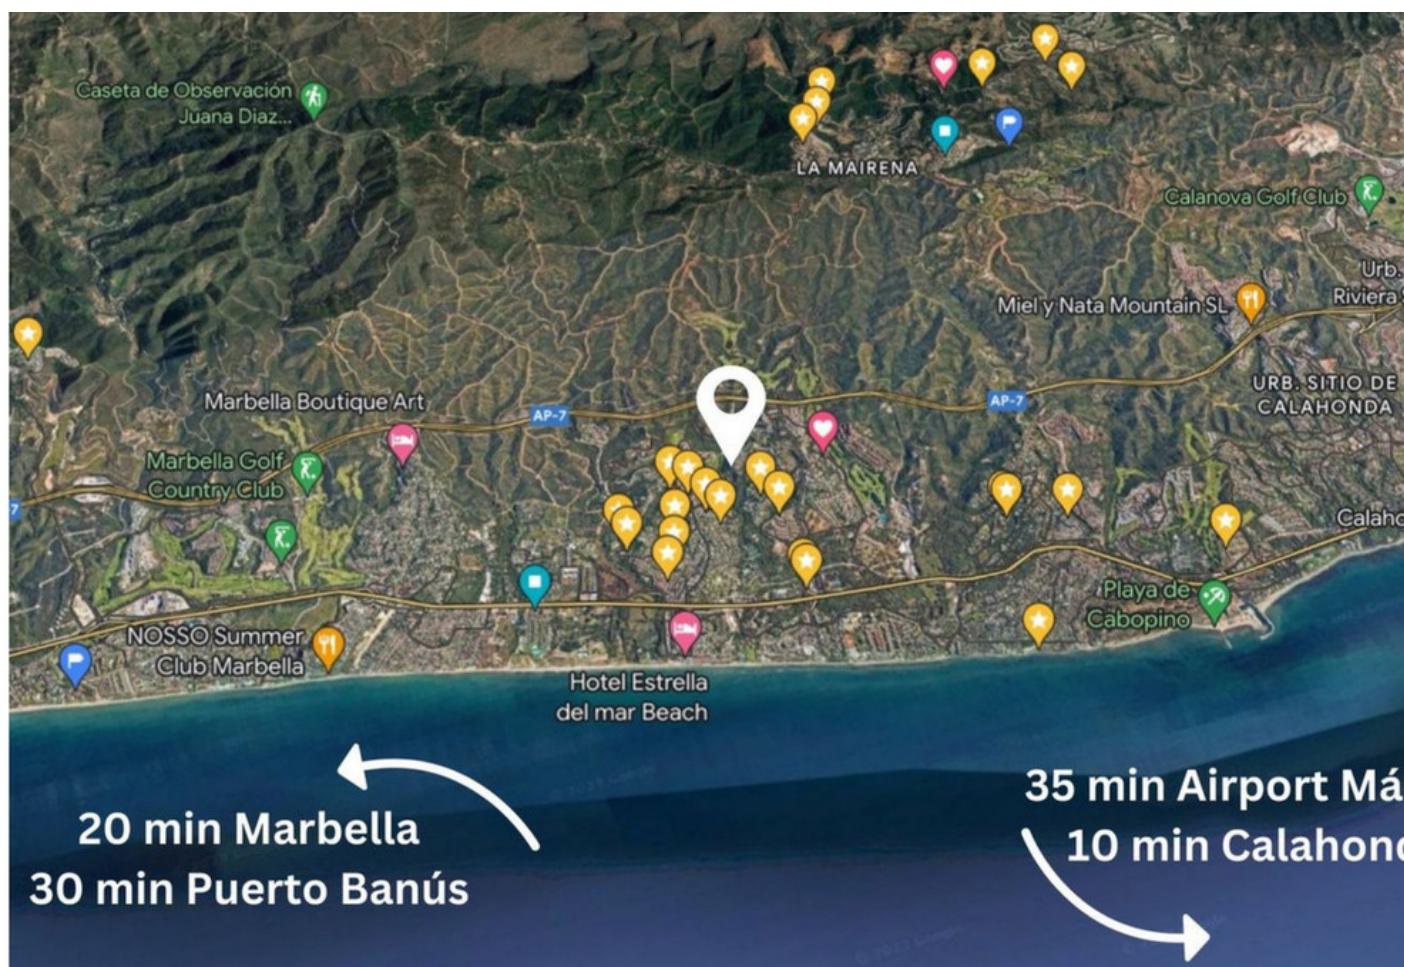 Caseta de Observación
Juana Diaz...
LA MAIRENA
Calanova Golf Club
Urb.
Riviera
Miel y Nata Mountain SL
URB. SITIO DE
CALAHONDA
Marbella Boutique Art
AP-7
AP-7
Marbella Golf
Country Club
7
Calaho
Playa de
Cabopino
NOSSO Summer
Club Marbella
Hotel Estrella
del mar Beach
20 min Marbella
30 min Puerto Banús
35 min Airport Má
10 min Calahon